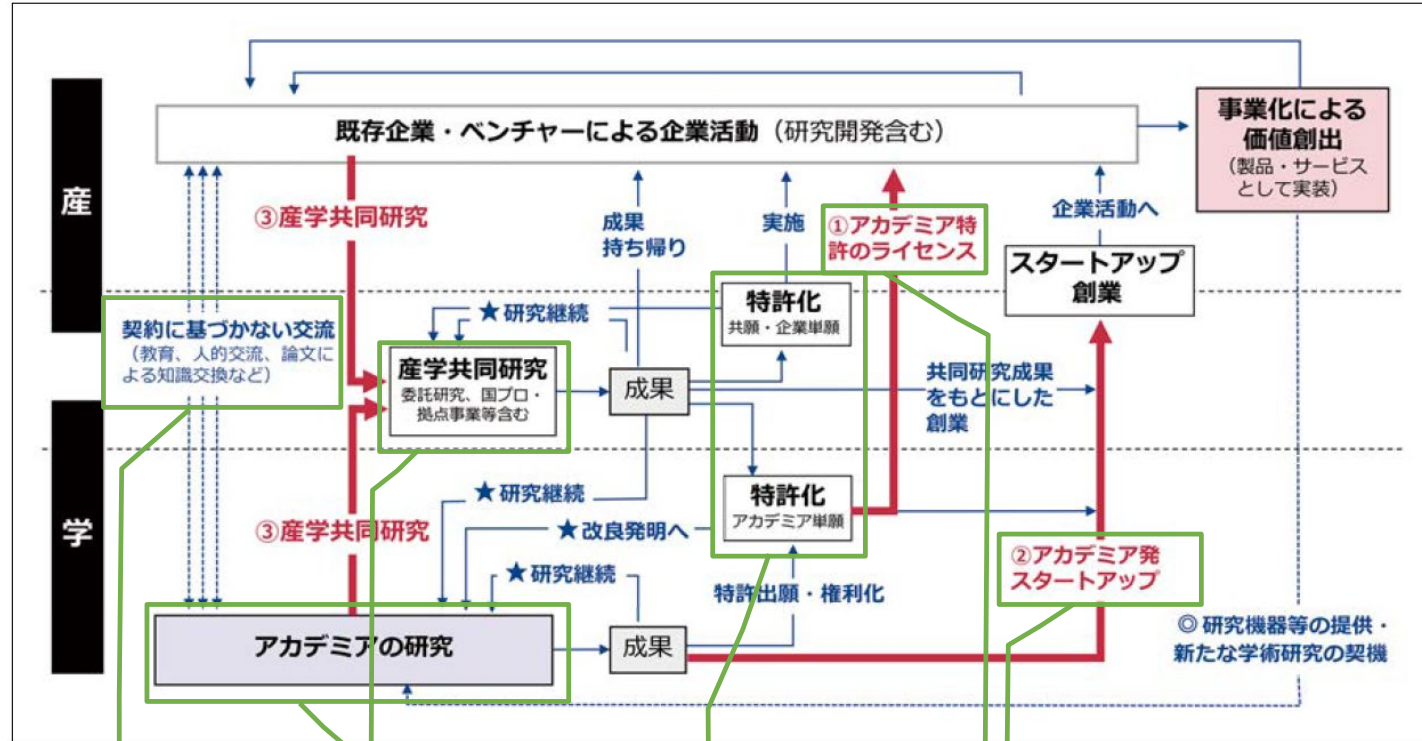 既存企業・ベンチャーによる企業活動（研究開発含む）
事業化による
価値創出
（製品・サービス
として実装）
産
③産学共同研究
成果
持ち帰り
実施
①アカデミア特
許のライセンス
企業活動へ
スタートアップ
創業
契約に基づかない交流
（教育、人的交流、論文に
よる知識交換など）
★研究継続
特許化
共願・企業単願
産学共同研究
委託研究、国プロ・
拠点事業等含む
成果
共同研究成果
をもとにした
創業
学
★研究継続
特許化
アカデミア単願
③産学共同研究
★改良発明へ
②アカデミア発
スタートアップ
★研究継続
特許出願・権利化
アカデミアの研究
成果
◎研究機器等の提供・
新たな学術研究の契機